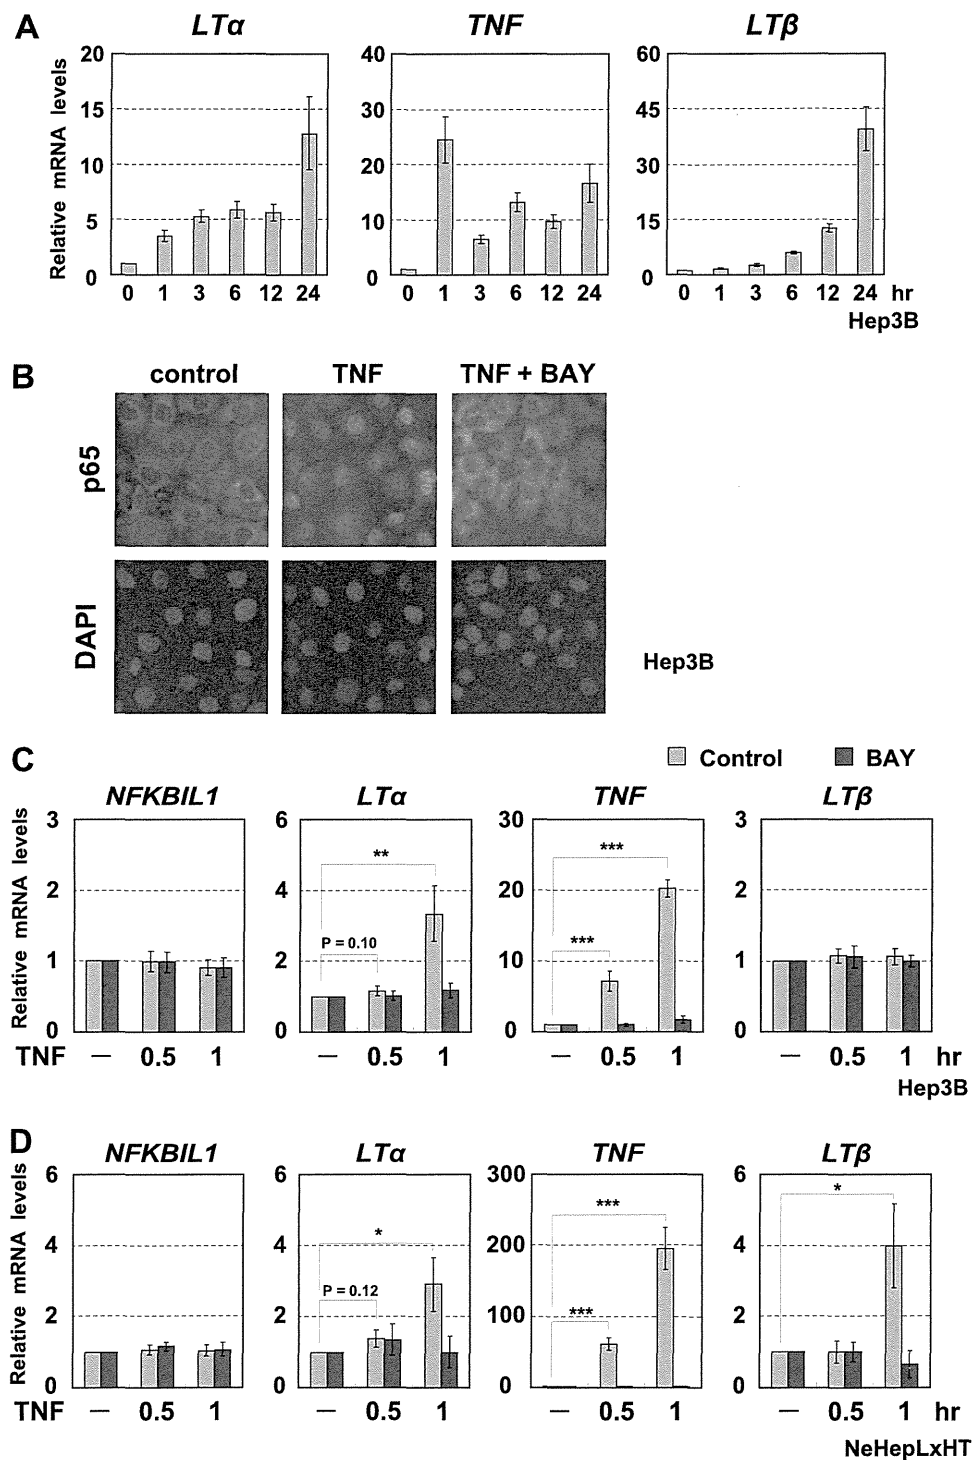 A
LTα TNF LTβ
Relative mRNA levels
20 40 60
15 30 45
10 20 30
5 10 15
0 0 0
0 1 3 6 12 24 0 1 3 6 12 24 0 1 3 6 12 24 hr
Hep3B
B
control TNF TNF + BAY
p65
DAPI
Hep3B
C
Control BAY
NFKBIL1 LTα TNF LTβ
Relative mRNA levels
3 6 30 3
** ***
2 4 20 2
P = 0.10 ***
1 2 10 1
0 0 0 0
TNF — 0.5 1 — 0.5 1 — 0.5 1 — 0.5 1 hr
Hep3B
D
NFKBIL1 LTα TNF LTβ
Relative mRNA levels
6 6 300 6
* *** *
4 4 200 4
P = 0.12 ***
2 2 100 2
0 0 0 0
TNF — 0.5 1 — 0.5 1 — 0.5 1 — 0.5 1 hr
NeHepLxHT